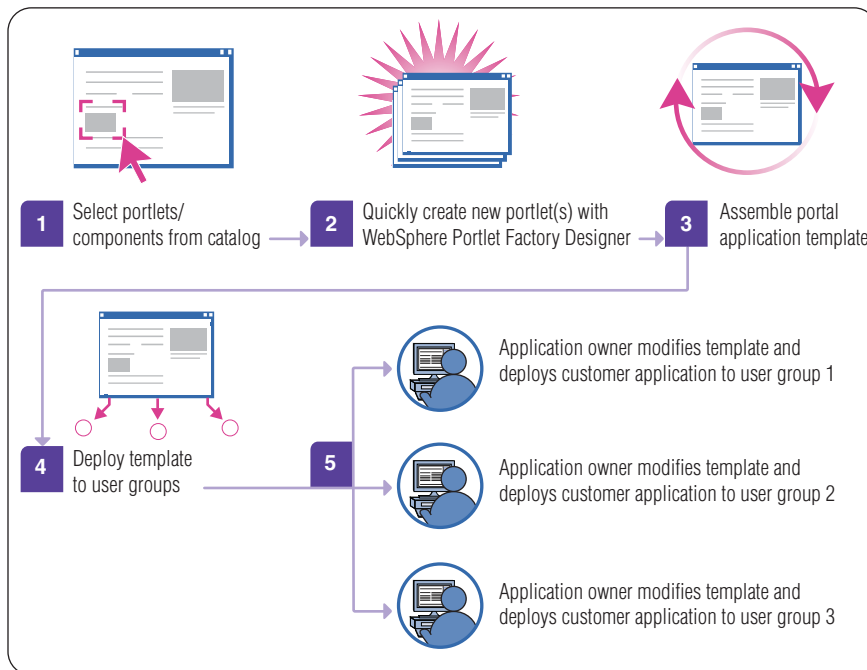 1
Select portlets/
components from catalog
2
Quickly create new portlet(s) with
WebSphere Portlet Factory Designer
3
Assemble portal
application template
4
Deploy template
to user groups
5
Application owner modifies template and
deploys customer application to user group 1
Application owner modifies template and
deploys customer application to user group 2
Application owner modifies template and
deploys customer application to user group 3